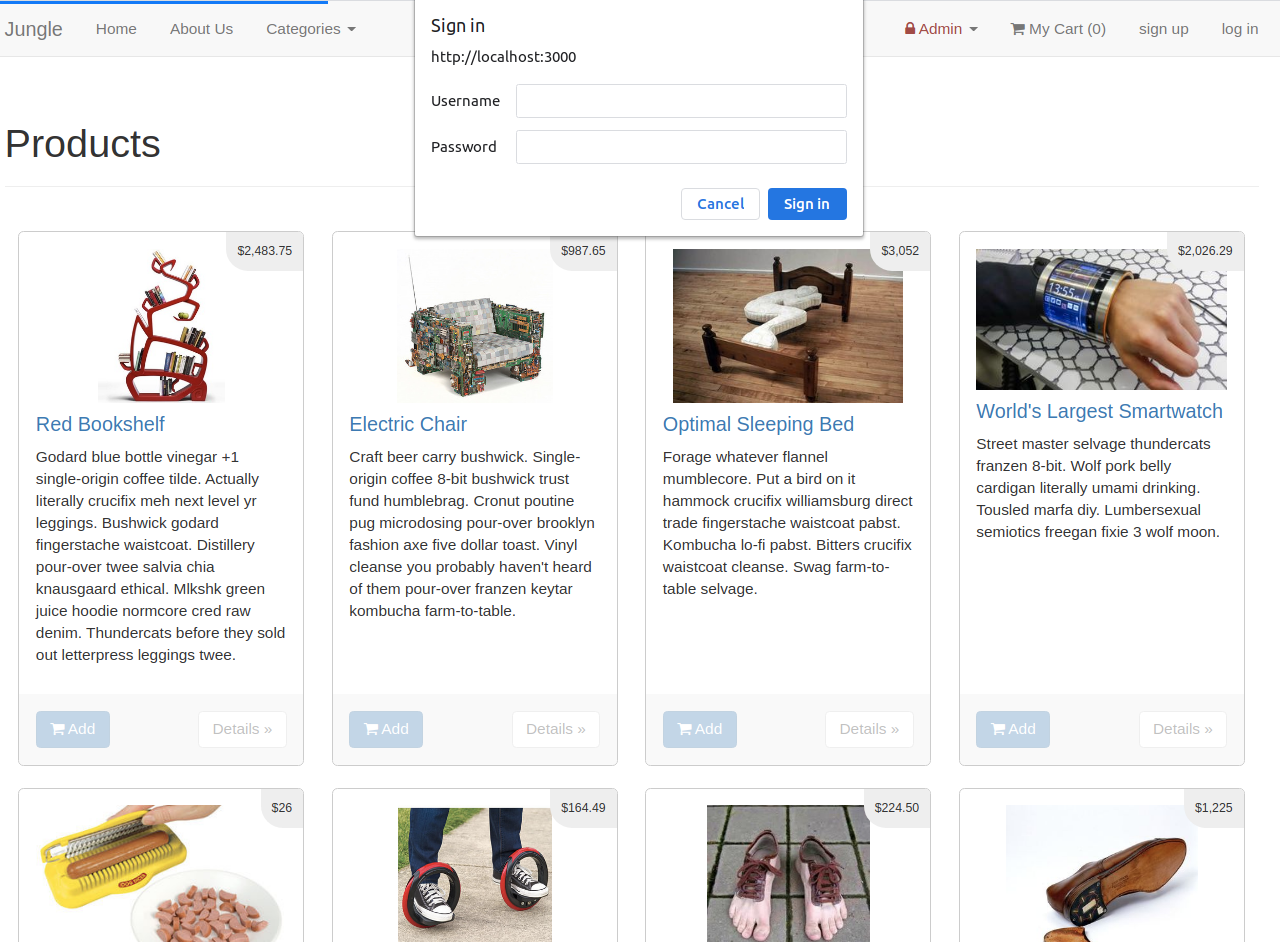 Jungle
Home
About Us
Categories
Admin
My Cart (0)
sign up
log in
Sign in
http://localhost:3000
Username
Password
Cancel
Sign in
Products
$2,483.75
Red Bookshelf
Godard blue bottle vinegar +1
single-origin coffee tilde. Actually
literally crucifix meh next level yr
leggings. Bushwick godard
fingerstache waistcoat. Distillery
pour-over twee salvia chia
knausgaard ethical. Mlkshk green
juice hoodie normcore cred raw
denim. Thundercats before they sold
out letterpress leggings twee.
Add
Details »
$987.65
Electric Chair
Craft beer carry bushwick. Single-
origin coffee 8-bit bushwick trust
fund humblebrag. Cronut poutine
pug microdosing pour-over brooklyn
fashion axe five dollar toast. Vinyl
cleanse you probably haven't heard
of them pour-over franzen keytar
kombucha farm-to-table.
Add
Details »
$3,052
Optimal Sleeping Bed
Forage whatever flannel
mumblecore. Put a bird on it
hammock crucifix williamsburg direct
trade fingerstache waistcoat pabst.
Kombucha lo-fi pabst. Bitters crucifix
waistcoat cleanse. Swag farm-to-
table selvage.
Add
Details »
$2,026.29
13:55
World's Largest Smartwatch
Street master selvage thundercats
franzen 8-bit. Wolf pork belly
cardigan literally umami drinking.
Tousled marfa diy. Lumbersexual
semiotics freegan fixie 3 wolf moon.
Add
Details »
$26
$164.49
$224.50
$1,225